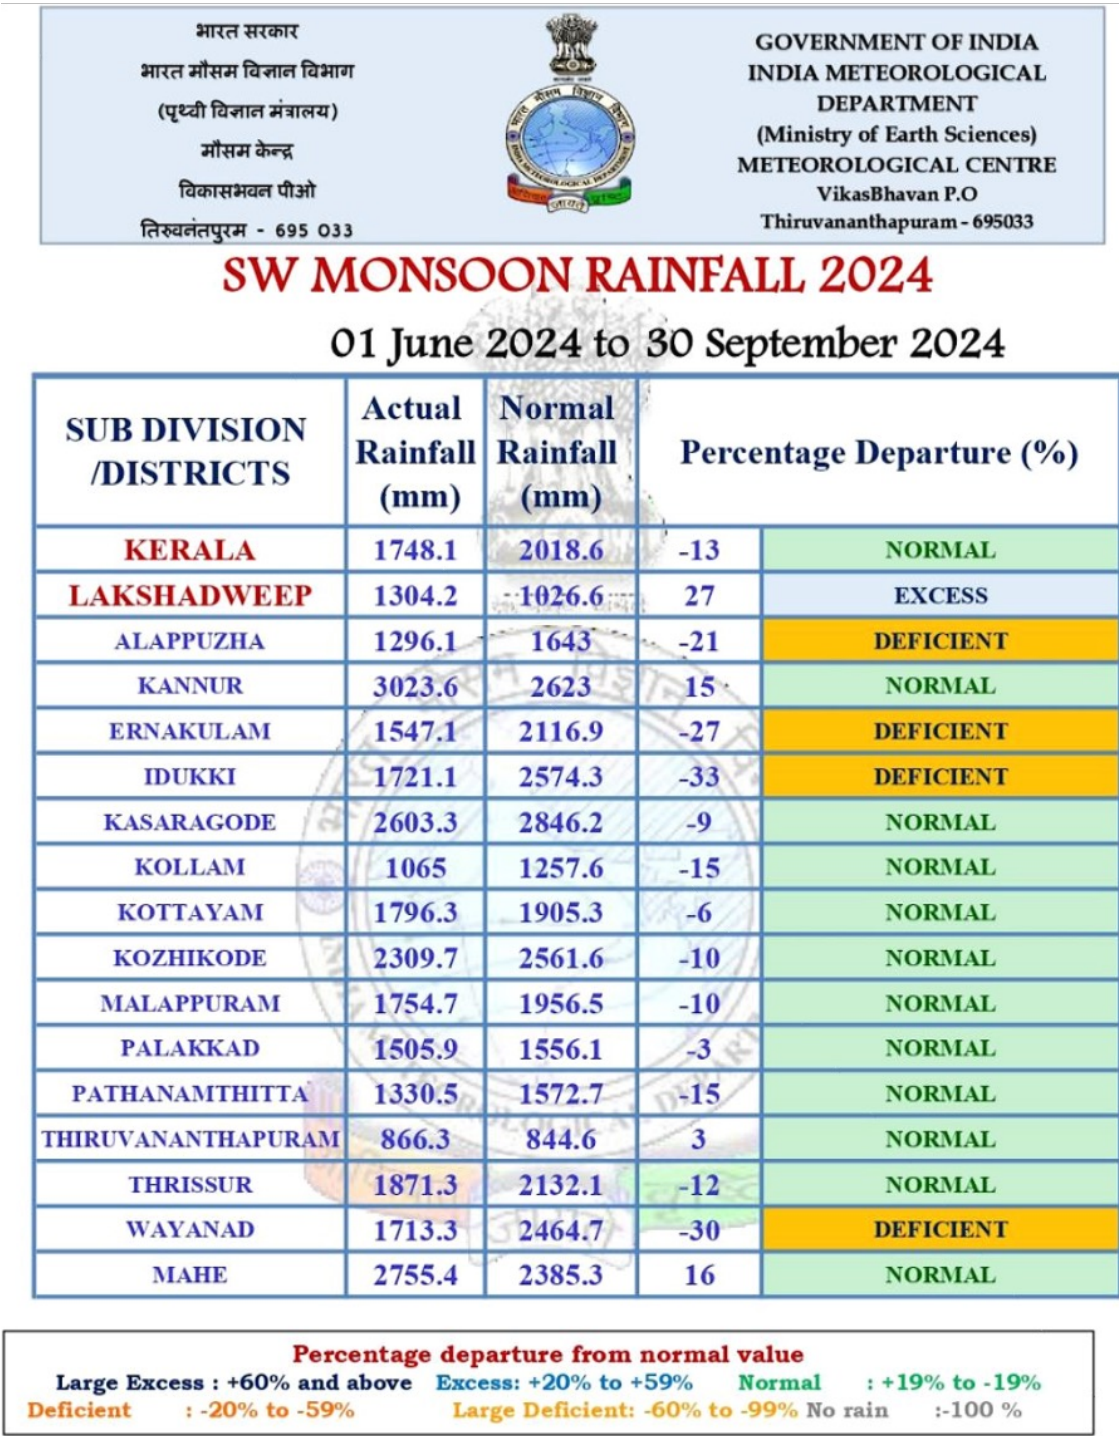 भारत सरकार
भारत मौसम विज्ञान विभाग
(पृथ्वी विज्ञान मंत्रालय)
मौसम केन्द्र
विकासभवन पीओ
तिरुवनंतपुरम - 695 033
भारत मौसम विज्ञान विभाग
INDIA METEOROLOGICAL DEPARTMENT
GOVERNMENT OF INDIA
INDIA METEOROLOGICAL
DEPARTMENT
(Ministry of Earth Sciences)
METEOROLOGICAL CENTRE
VikasBhavan P.O
Thiruvananthapuram - 695033
SW MONSOON RAINFALL 2024
01 June 2024 to 30 September 2024
SUB DIVISION /DISTRICTS Actual Rainfall (mm) Normal Rainfall (mm) Percentage Departure (%)
KERALA 1748.1 2018.6 -13 NORMAL
LAKSHADWEEP 1304.2 1026.6 27 EXCESS
ALAPPUZHA 1296.1 1643 -21 DEFICIENT
KANNUR 3023.6 2623 15 NORMAL
ERNAKULAM 1547.1 2116.9 -27 DEFICIENT
IDUKKI 1721.1 2574.3 -33 DEFICIENT
KASARAGODE 2603.3 2846.2 -9 NORMAL
KOLLAM 1065 1257.6 -15 NORMAL
KOTTAYAM 1796.3 1905.3 -6 NORMAL
KOZHIKODE 2309.7 2561.6 -10 NORMAL
MALAPPURAM 1754.7 1956.5 -10 NORMAL
PALAKKAD 1505.9 1556.1 -3 NORMAL
PATHANAMTHITTA 1330.5 1572.7 -15 NORMAL
THIRUVANANTHAPURAM 866.3 844.6 3 NORMAL
THRISSUR 1871.3 2132.1 -12 NORMAL
WAYANAD 1713.3 2464.7 -30 DEFICIENT
MAHE 2755.4 2385.3 16 NORMAL
Percentage departure from normal value
Large Excess : +60% and above Excess: +20% to +59% Normal : +19% to -19%
Deficient : -20% to -59% Large Deficient: -60% to -99% No rain :-100 %